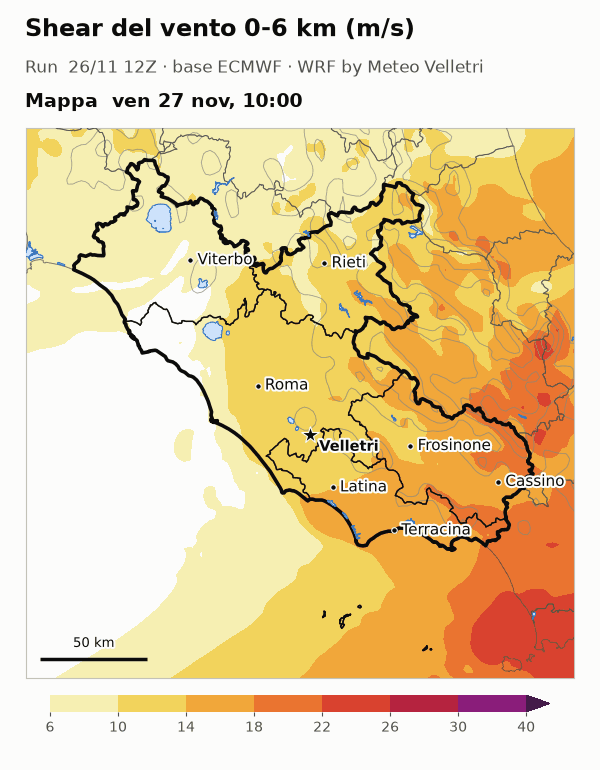 Shear del vento 0-6 km (m/s)
Run  26/11 12Z · base ECMWF · WRF by Meteo Velletri
Mappa  ven 27 nov, 10:00
Viterbo
Rieti
Roma
Velletri
Frosinone
Latina
Cassino
Terracina
50 km
6 10 14 18 22 26 30 40